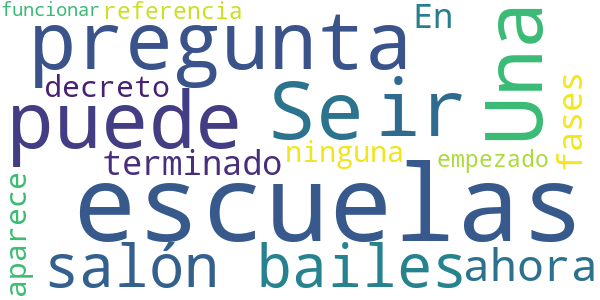 funcionar referencia En Una
pregunta
decreto fases
puede Se ir
terminado ninguna empezado
aparece escuelas
salón bailes ahora